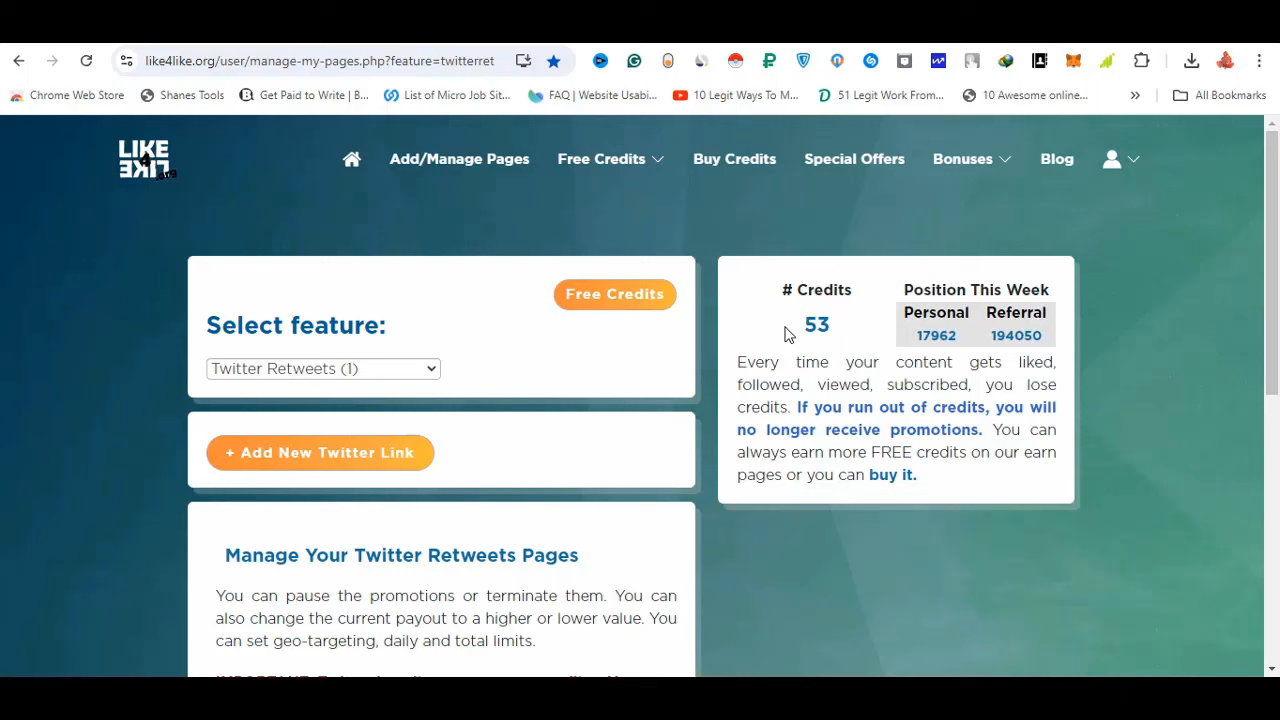 like4like.org/user/manage-my-pages.php?feature=twitterret
Chrome Web Store
Shanes Tools
Get Paid to Write | B...
List of Micro Job Sit...
FAQ | Website Usabi...
10 Legit Ways To M...
51 Legit Work From...
10 Awesome online...
»
All Bookmarks
LIKE
4
LIKE
.org
Add/Manage Pages
Free Credits
Buy Credits
Special Offers
Bonuses
Blog
Free Credits
Select feature:
Twitter Retweets (1)
+ Add New Twitter Link
Manage Your Twitter Retweets Pages
You can pause the promotions or terminate them. You can
also change the current payout to a higher or lower value. You
can set geo-targeting, daily and total limits.
# Credits
53
Position This Week
Personal Referral
17962 194050
Every time your content gets liked,
followed, viewed, subscribed, you lose
credits. If you run out of credits, you will
no longer receive promotions. You can
always earn more FREE credits on our earn
pages or you can buy it.